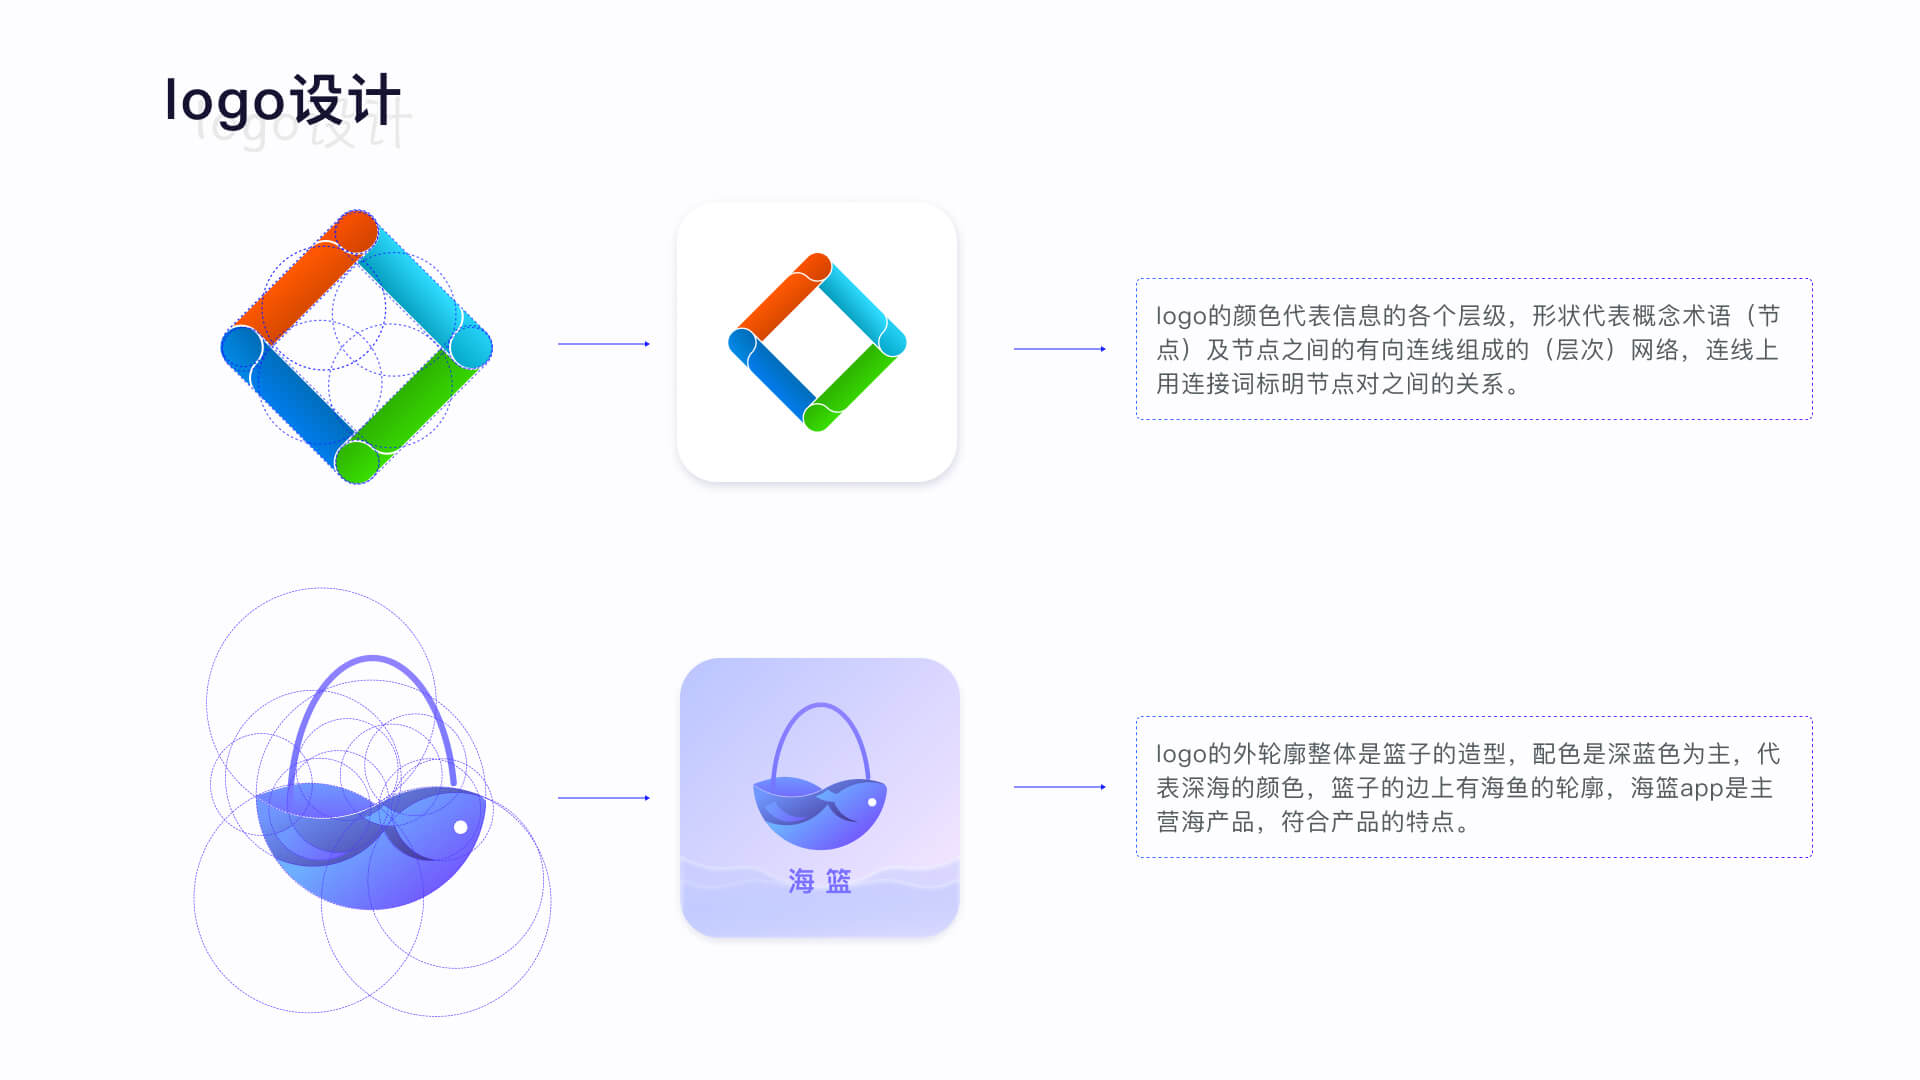 logo设计
logo设计
logo的颜色代表信息的各个层级，形状代表概念术语（节
点）及节点之间的有向连线组成的（层次）网络，连线上
用连接词标明节点对之间的关系。
海篮
logo的外轮廓整体是篮子的造型，配色是深蓝色为主，代
表深海的颜色，篮子的边上有海鱼的轮廓，海篮app是主
营海产品，符合产品的特点。